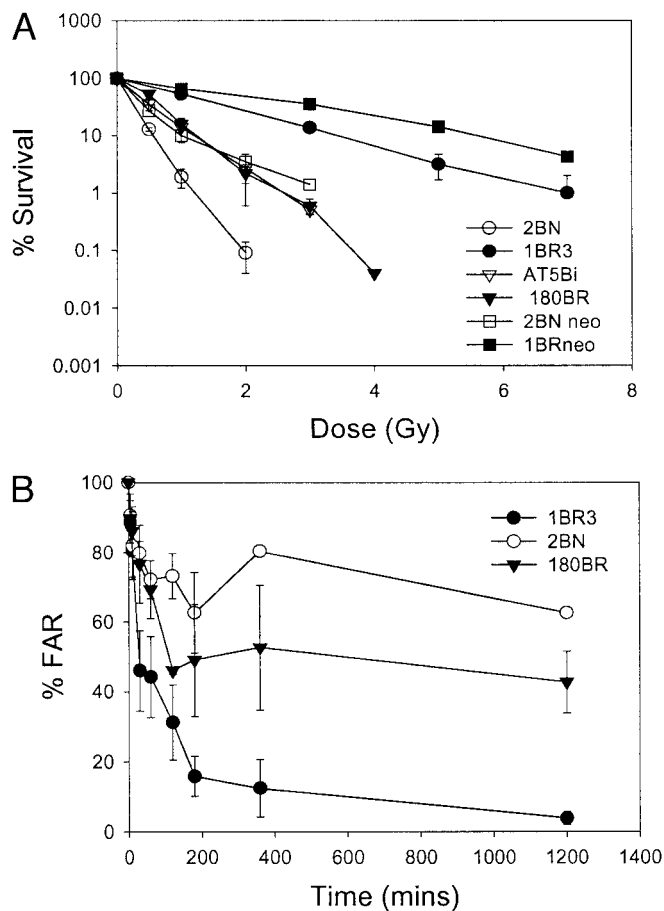 A
1000
100
10
1
0.1
0.01
0.001
% Survival
2BN
1BR3
AT5Bi
180BR
2BN neo
1BRneo
0 2 4 6 8
Dose (Gy)
B
100
80
60
40
20
0
% FAR
1BR3
2BN
180BR
0 200 400 600 800 1000 1200 1400
Time (mins)